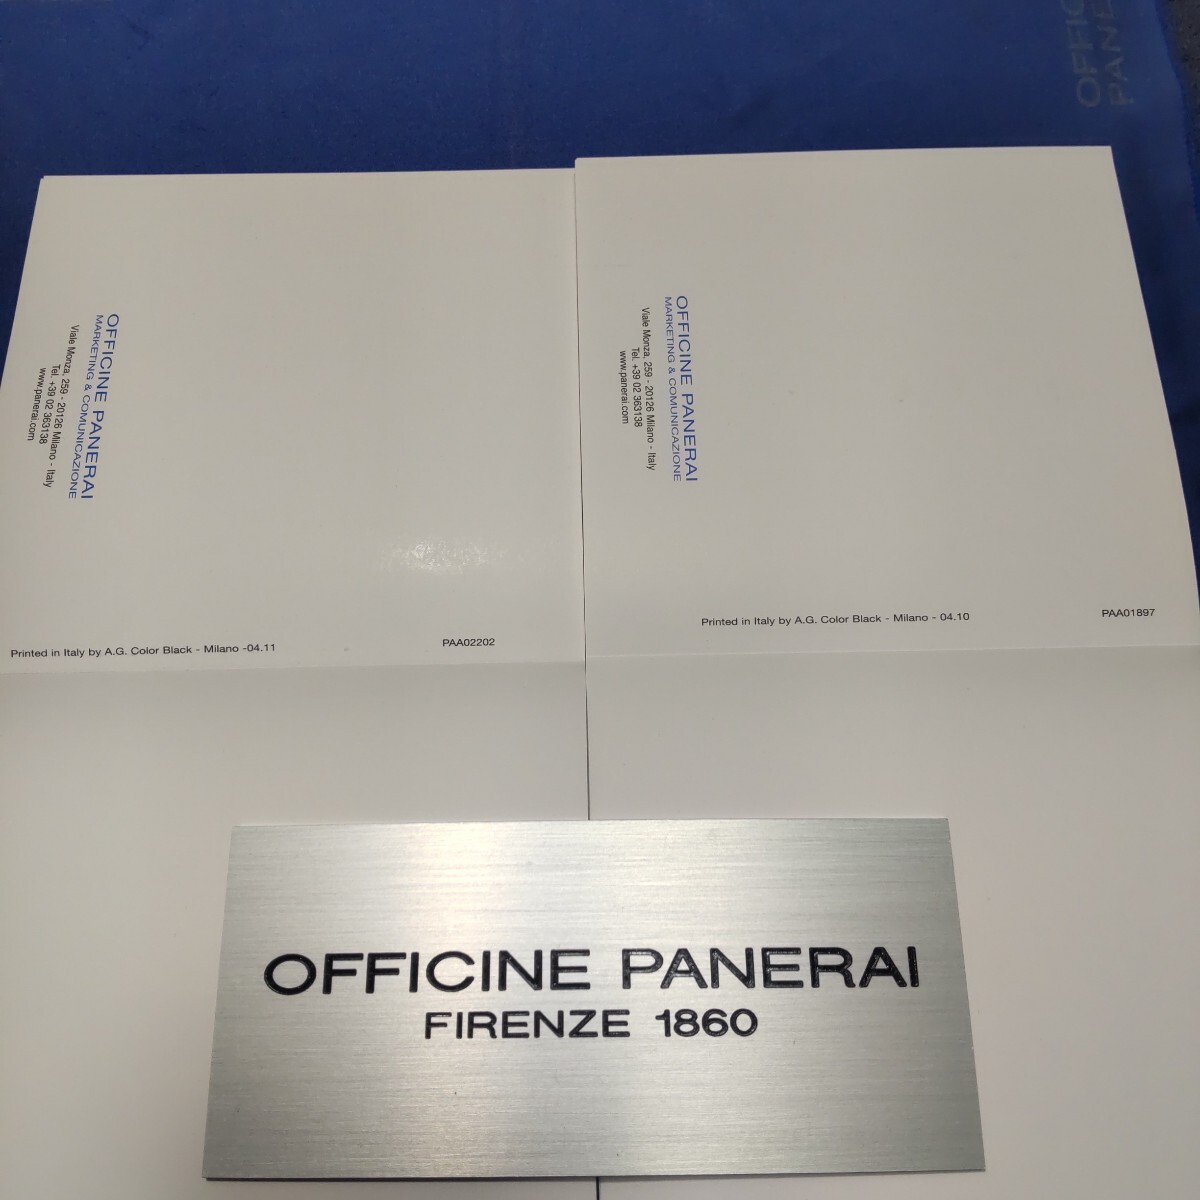 OFFICINE PANERAI
MARKETING & COMUNICAZIONE
Viale Monza, 259 - 20126 Milano - Italy
Tel. +39 02 363138
www.panerai.com
Printed in Italy by A.G. Color Black - Milano -04.11
PAA02202
OFFICINE PANERAI
MARKETING & COMUNICAZIONE
Viale Monza, 259 - 20126 Milano - Italy
Tel. +39 02 363138
www.panerai.com
Printed in Italy by A.G. Color Black - Milano - 04.10
PAA01897
OFFICINE PANERAI
FIRENZE 1860